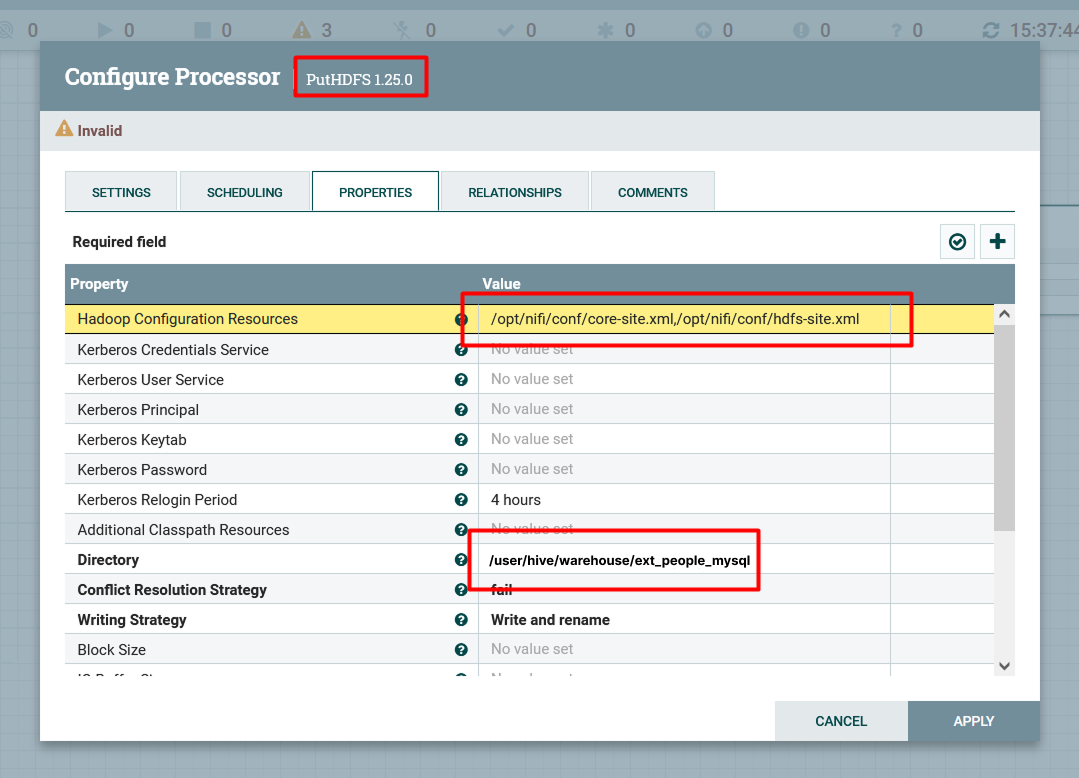 0 0 0 3 0 0 0 0 0 0 15:37:44
Configure Processor PutHDFS 1.25.0
Invalid
SETTINGS SCHEDULING PROPERTIES RELATIONSHIPS COMMENTS
Required field
Property Value
Hadoop Configuration Resources /opt/nifi/conf/core-site.xml,/opt/nifi/conf/hdfs-site.xml
Kerberos Credentials Service No value set
Kerberos User Service No value set
Kerberos Principal No value set
Kerberos Keytab No value set
Kerberos Password No value set
Kerberos Relogin Period 4 hours
Additional Classpath Resources No value set
Directory /user/hive/warehouse/ext_people_mysql
Conflict Resolution Strategy fail
Writing Strategy Write and rename
Block Size No value set
CANCEL APPLY